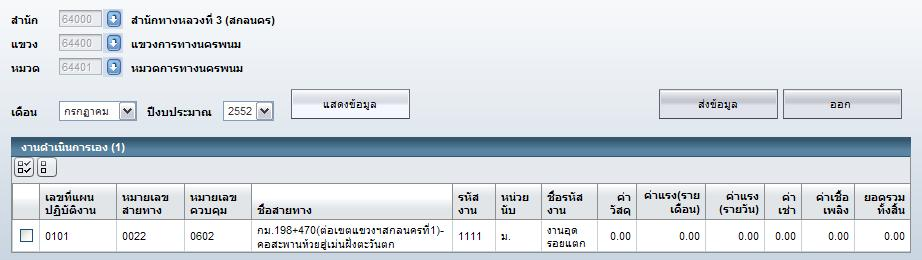 สำนัก 64000 สำนักทางหลวงที่ 3 (สกลนคร)
แขวง 64400 แขวงการทางนครพนม
หมวด 64401 หมวดการทางนครพนม
เดือน กรกฎาคม ปีงบประมาณ 2552 แสดงข้อมูล ส่งข้อมูล ออก
งานดำเนินการเอง (1)
เลขที่แผน หมายเลข หมายเลข รหัส หน่วย ชื่อรหัส ค่า ค่าแรง(ราย ค่าแรง ค่า ค่าเชื้อ ยอดรวม
ปฏิบัติงาน สายทาง ควบคุม ชื่อสายทาง งาน นับ งาน วัสดุ เดือน) (รายวัน) เช่า เพลิง ทั้งสิ้น
0101 0022 0602 กม.198+470(ต่อเขตแขวงฯสกลนครที่1)- 1111 ม. งานอุด 0.00 0.00 0.00 0.00 0.00 0.00
คอสะพานห้วยสู่เม่นฝั่งตะวันตก รอยแตก